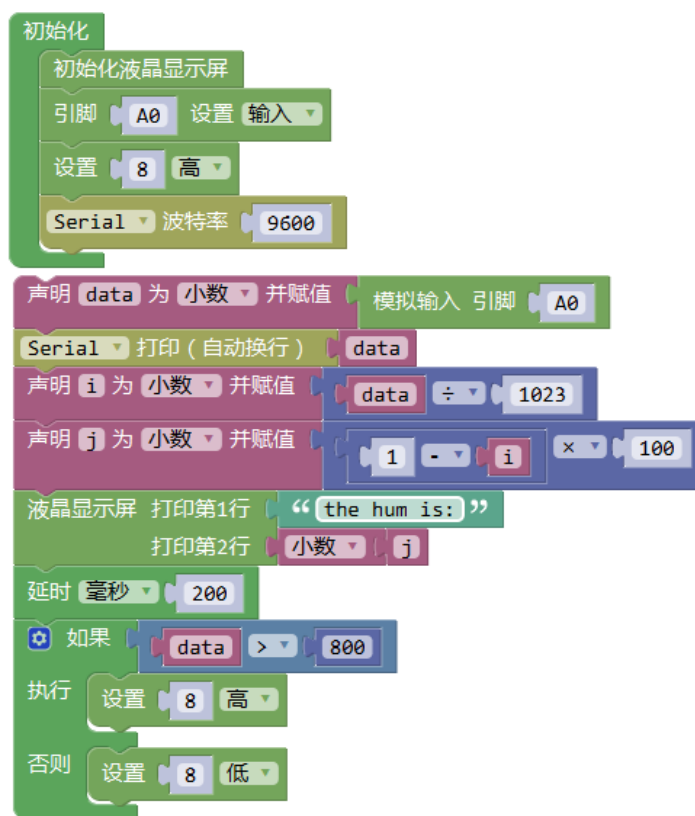 初始化
初始化液晶显示屏
引脚 A0 设置 输入
设置 8 高
Serial 波特率 9600
声明 data 为 小数 并赋值 模拟输入 引脚 A0
Serial 打印（自动换行） data
声明 i 为 小数 并赋值 data ÷ 1023
声明 j 为 小数 并赋值 1 - i × 100
液晶显示屏 打印第1行 “ the hum is: ”
打印第2行 小数 j
延时 毫秒 200
如果 data > 800
执行 设置 8 高
否则 设置 8 低